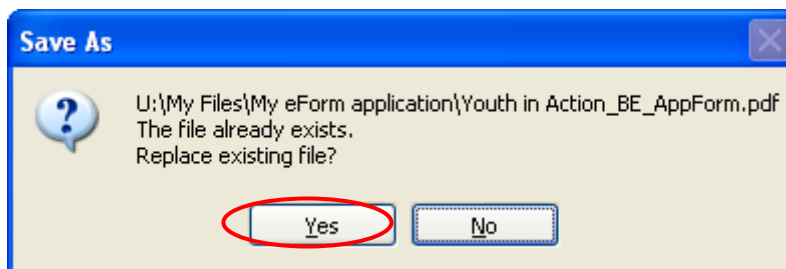 Save As
U:\My Files\My eForm application\Youth in Action_BE_AppForm.pdf
The file already exists.
Replace existing file?
Yes No